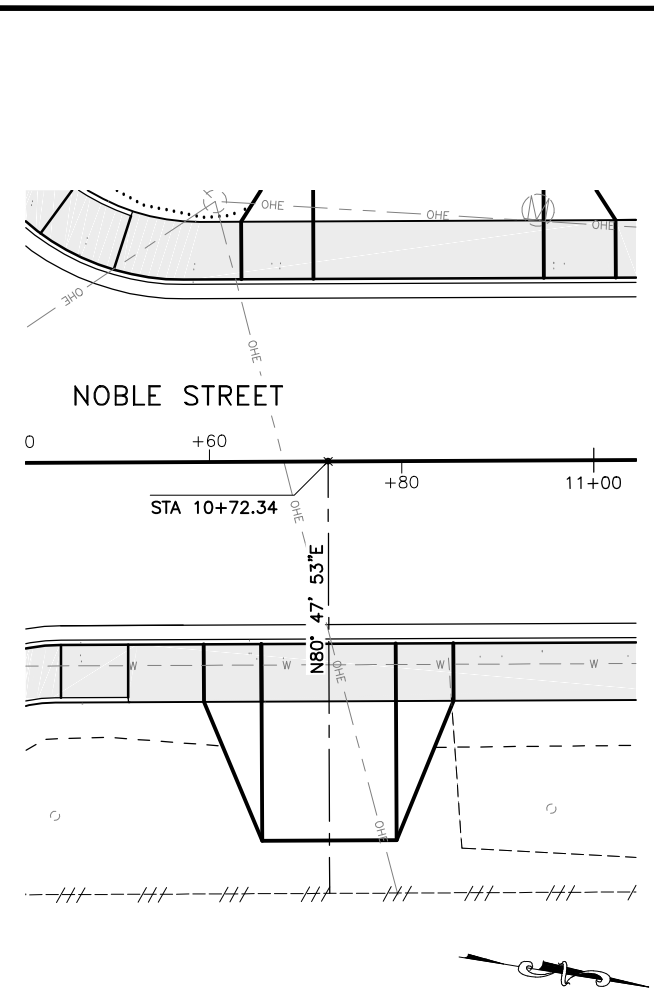 OHE
OHE
M
OHE
OHE
OHE
NOBLE STREET
0
+60
+80
11+00
STA 10+72.34
OHE
N80° 47' 53"E
W
W
W
W
OHE
OHE